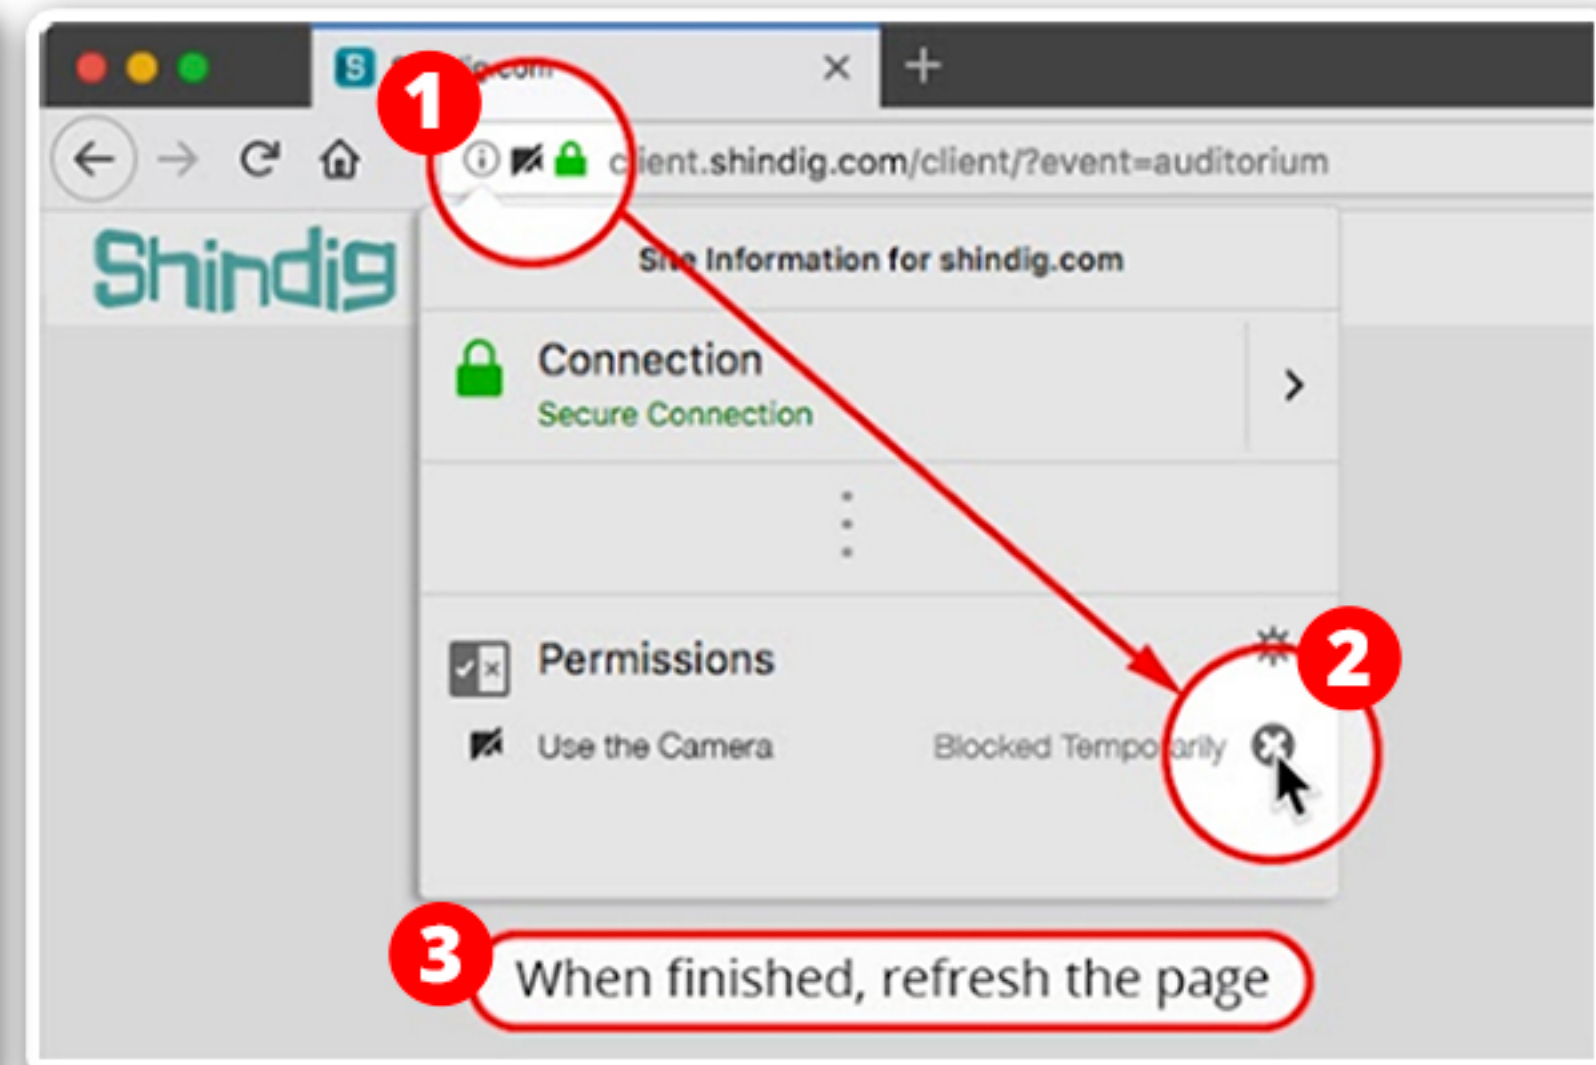 S
1
client.shindig.com/client/?event=auditorium
Shindig
Site Information for shindig.com
Connection
Secure Connection
Permissions
2
Use the Camera
Blocked Temporarily
3
When finished, refresh the page